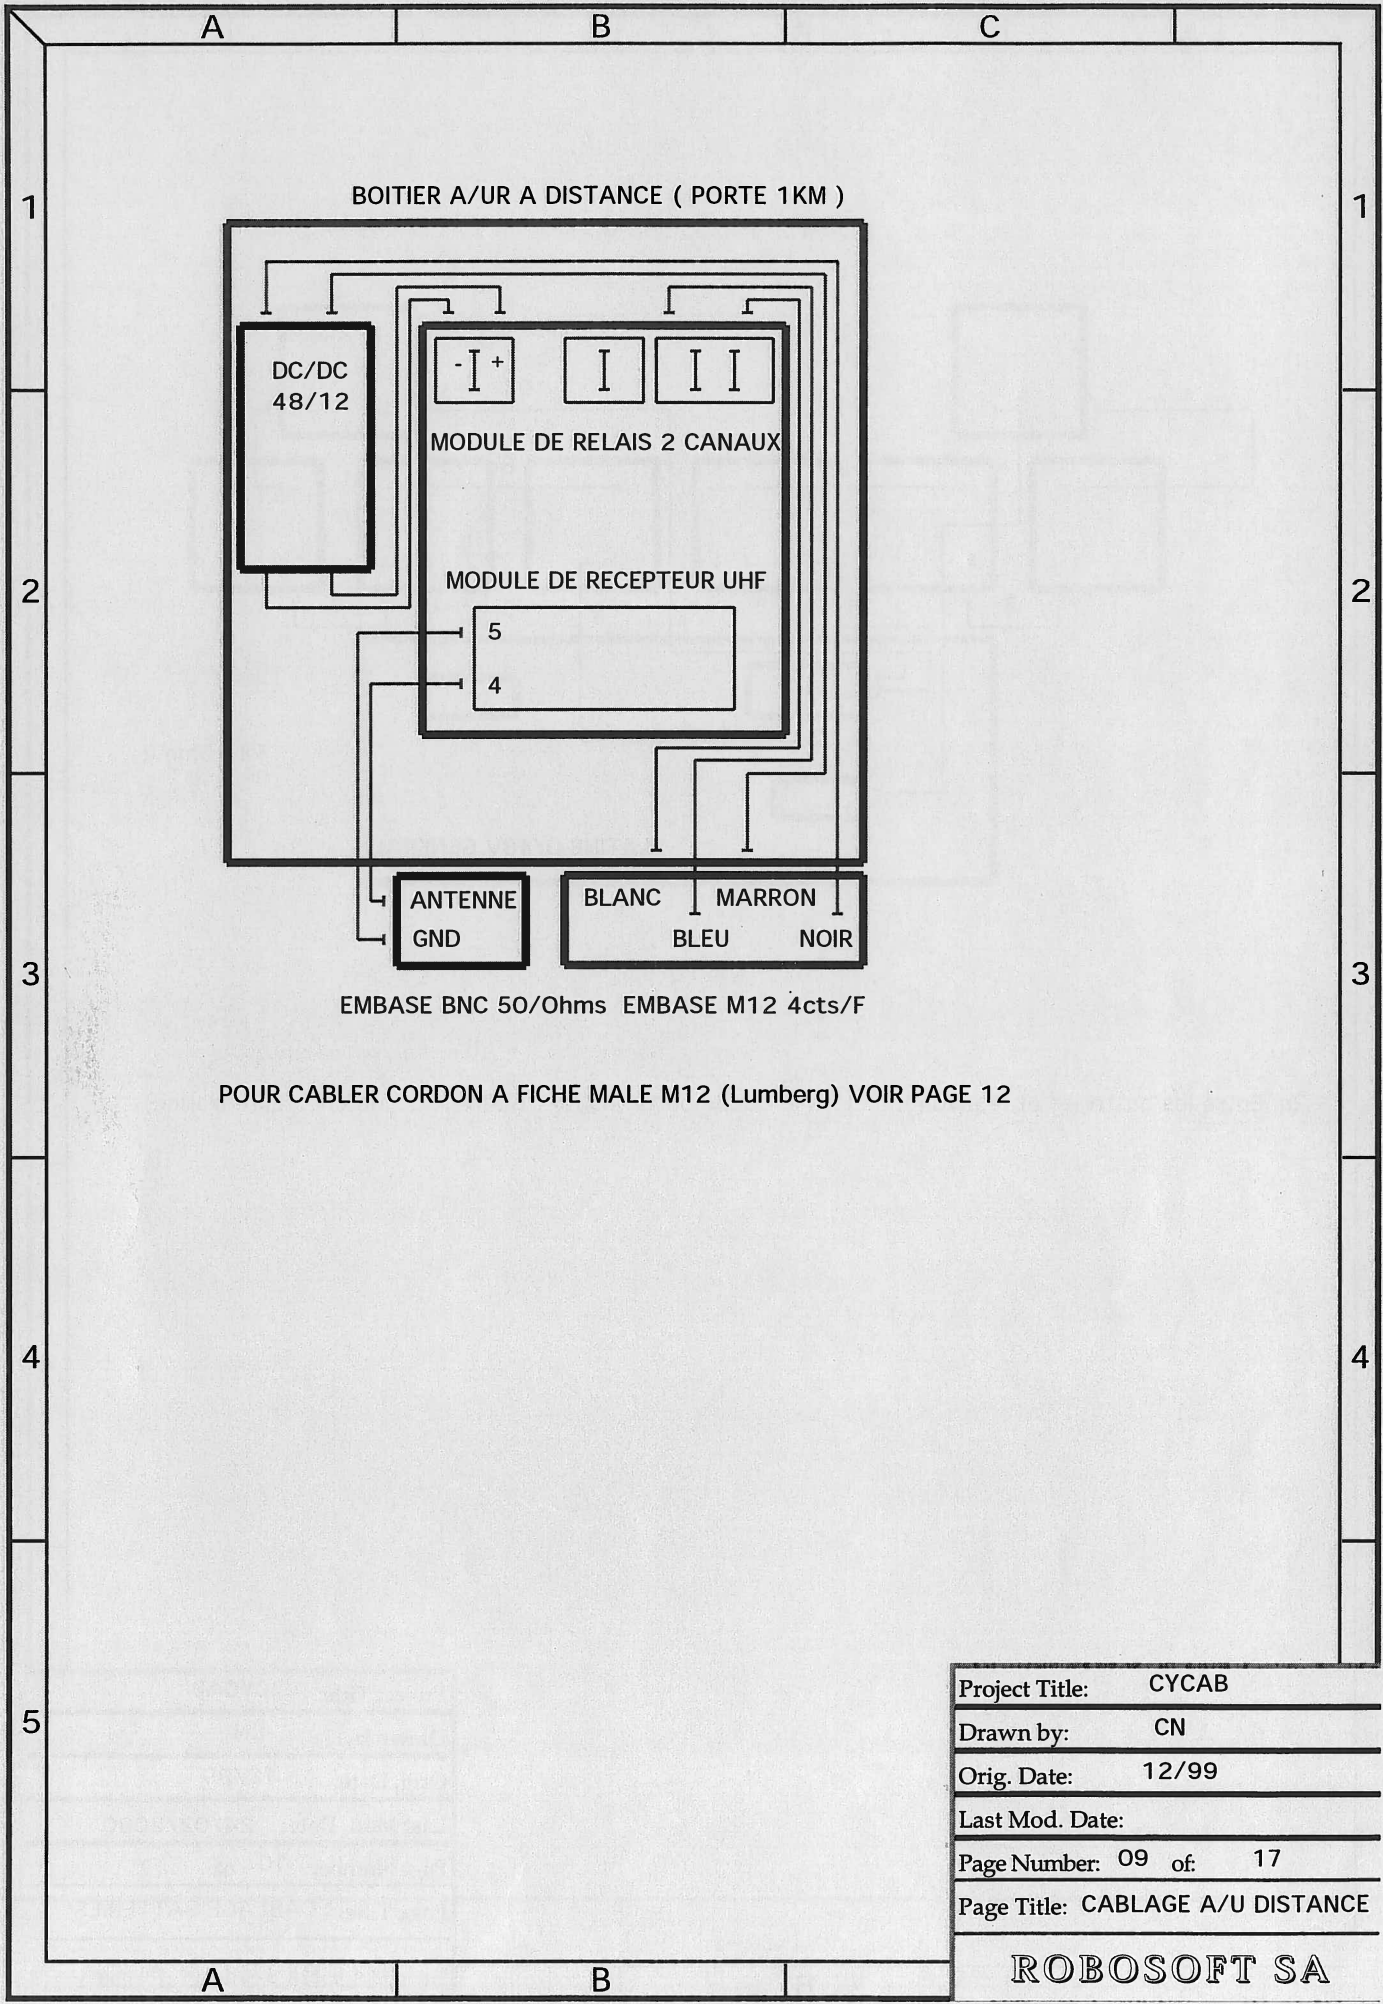 A B C
1 1
BOITIER A/UR A DISTANCE ( PORTE 1KM )
DC/DC
48/12
- +
MODULE DE RELAIS 2 CANAUX
2 2
MODULE DE RECEPTEUR UHF
5
4
ANTENNE
GND
BLANC MARRON
BLEU NOIR
3 3
EMBASE BNC 50/Ohms EMBASE M12 4cts/F
POUR CABLER CORDON A FICHE MALE M12 (Lumberg) VOIR PAGE 12
4 4
5
Project Title: CYCAB
Drawn by: CN
Orig. Date: 12/99
Last Mod. Date:
Page Number: 09 of: 17
Page Title: CABLAGE A/U DISTANCE
ROBOSOFT SA
A B